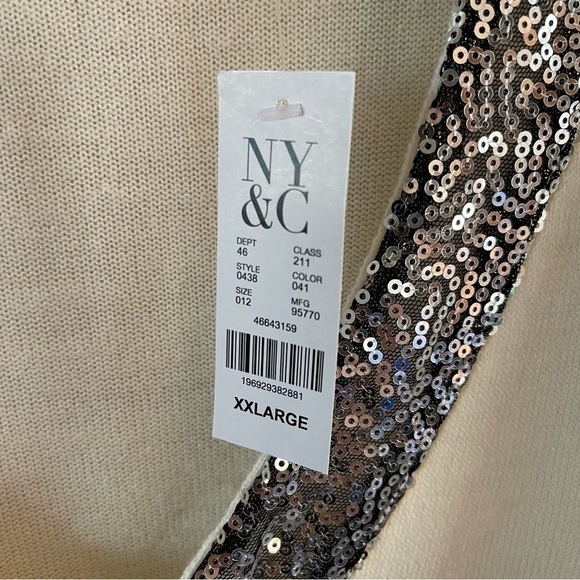 NY
&C
DEPT CLASS
46 211
STYLE COLOR
0438 041
SIZE MFG
012 95770
46643159
196929382881
XXLARGE